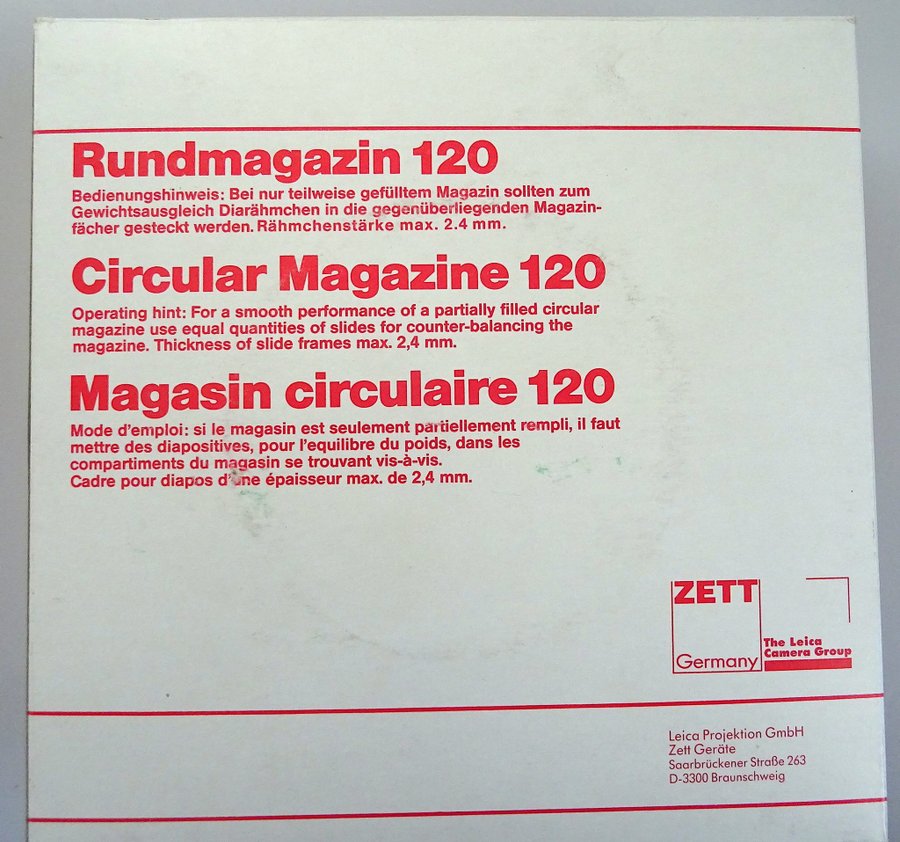 Rundmagazin 120
Bedienungshinweis: Bei nur teilweise gefülltem Magazin sollten zum
Gewichtsausgleich Diarähmchen in die gegenüberliegenden Magazin-
fächer gesteckt werden. Rähmchenstärke max. 2.4 mm.
Circular Magazine 120
Operating hint: For a smooth performance of a partially filled circular
magazine use equal quantities of slides for counter-balancing the
magazine. Thickness of slide frames max. 2,4 mm.
Magasin circulaire 120
Mode d'emploi: si le magasin est seulement partiellement rempli, il faut
mettre des diapositives, pour l'equilibre du poids, dans les
compartiments du magasin se trouvant vis-à-vis.
Cadre pour diapos d'une épaisseur max. de 2,4 mm.
ZETT
Germany
The Leica
Camera Group
Leica Projektion GmbH
Zett Geräte
Saarbrückener Straße 263
D-3300 Braunschweig